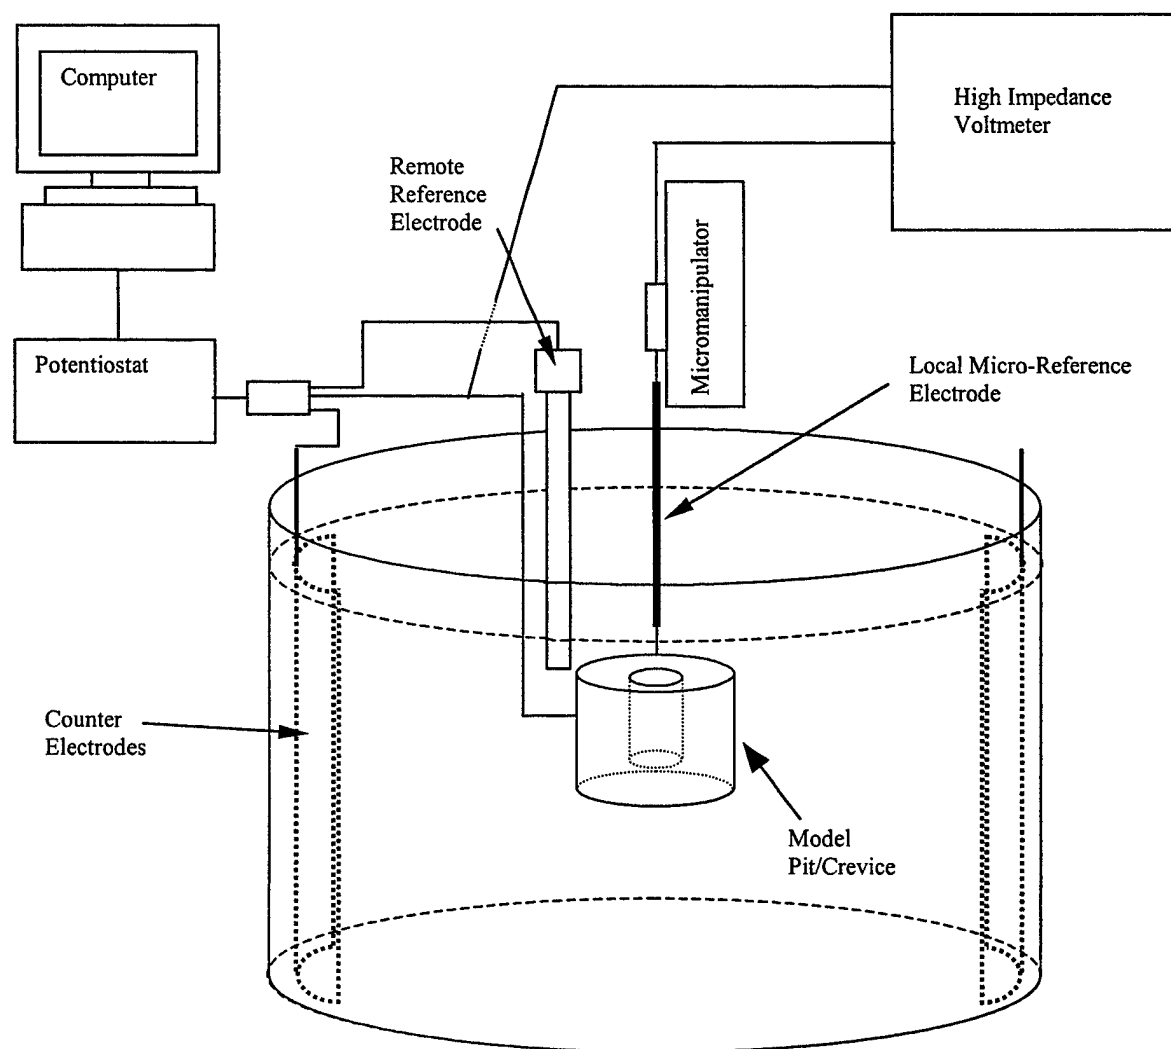 Computer
High Impedance
Voltmeter
Remote
Reference
Electrode
Micromanipulator
Potentiostat
Local Micro-Reference
Electrode
Counter
Electrodes
Model
Pit/Crevice